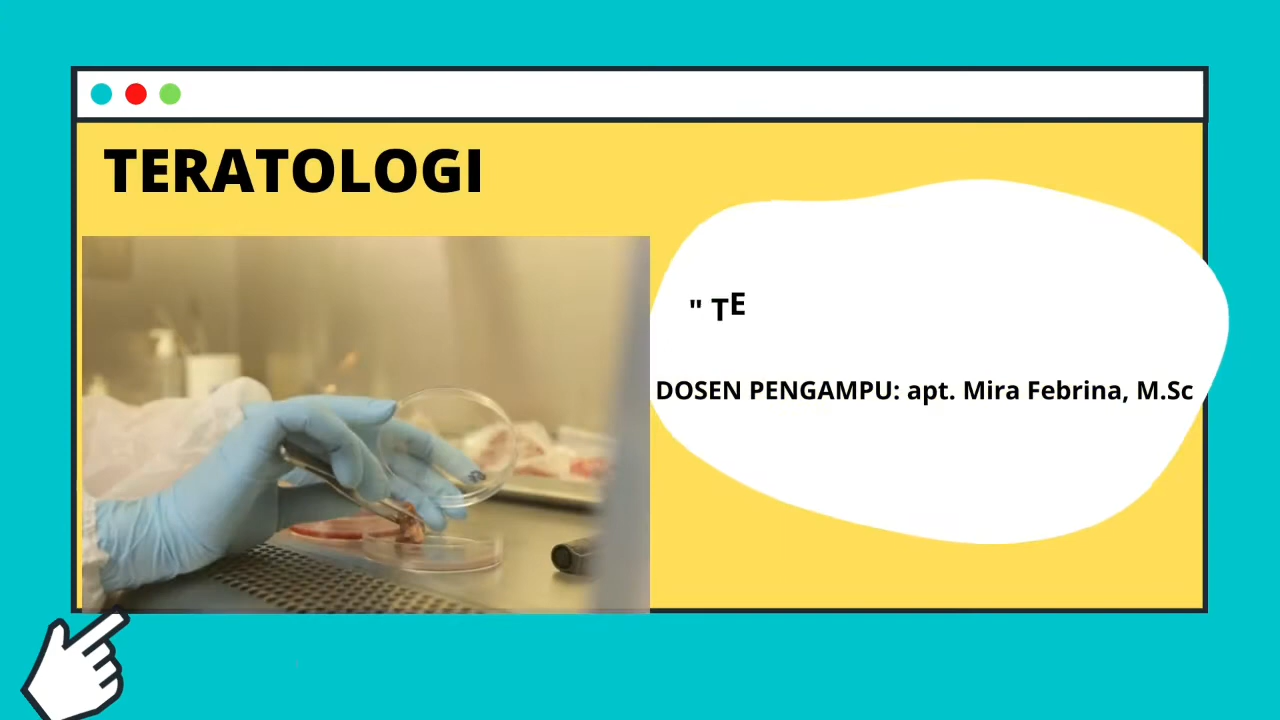 TERATOLOGI
" TE
DOSEN PENGAMPU: apt. Mira Febrina, M.Sc